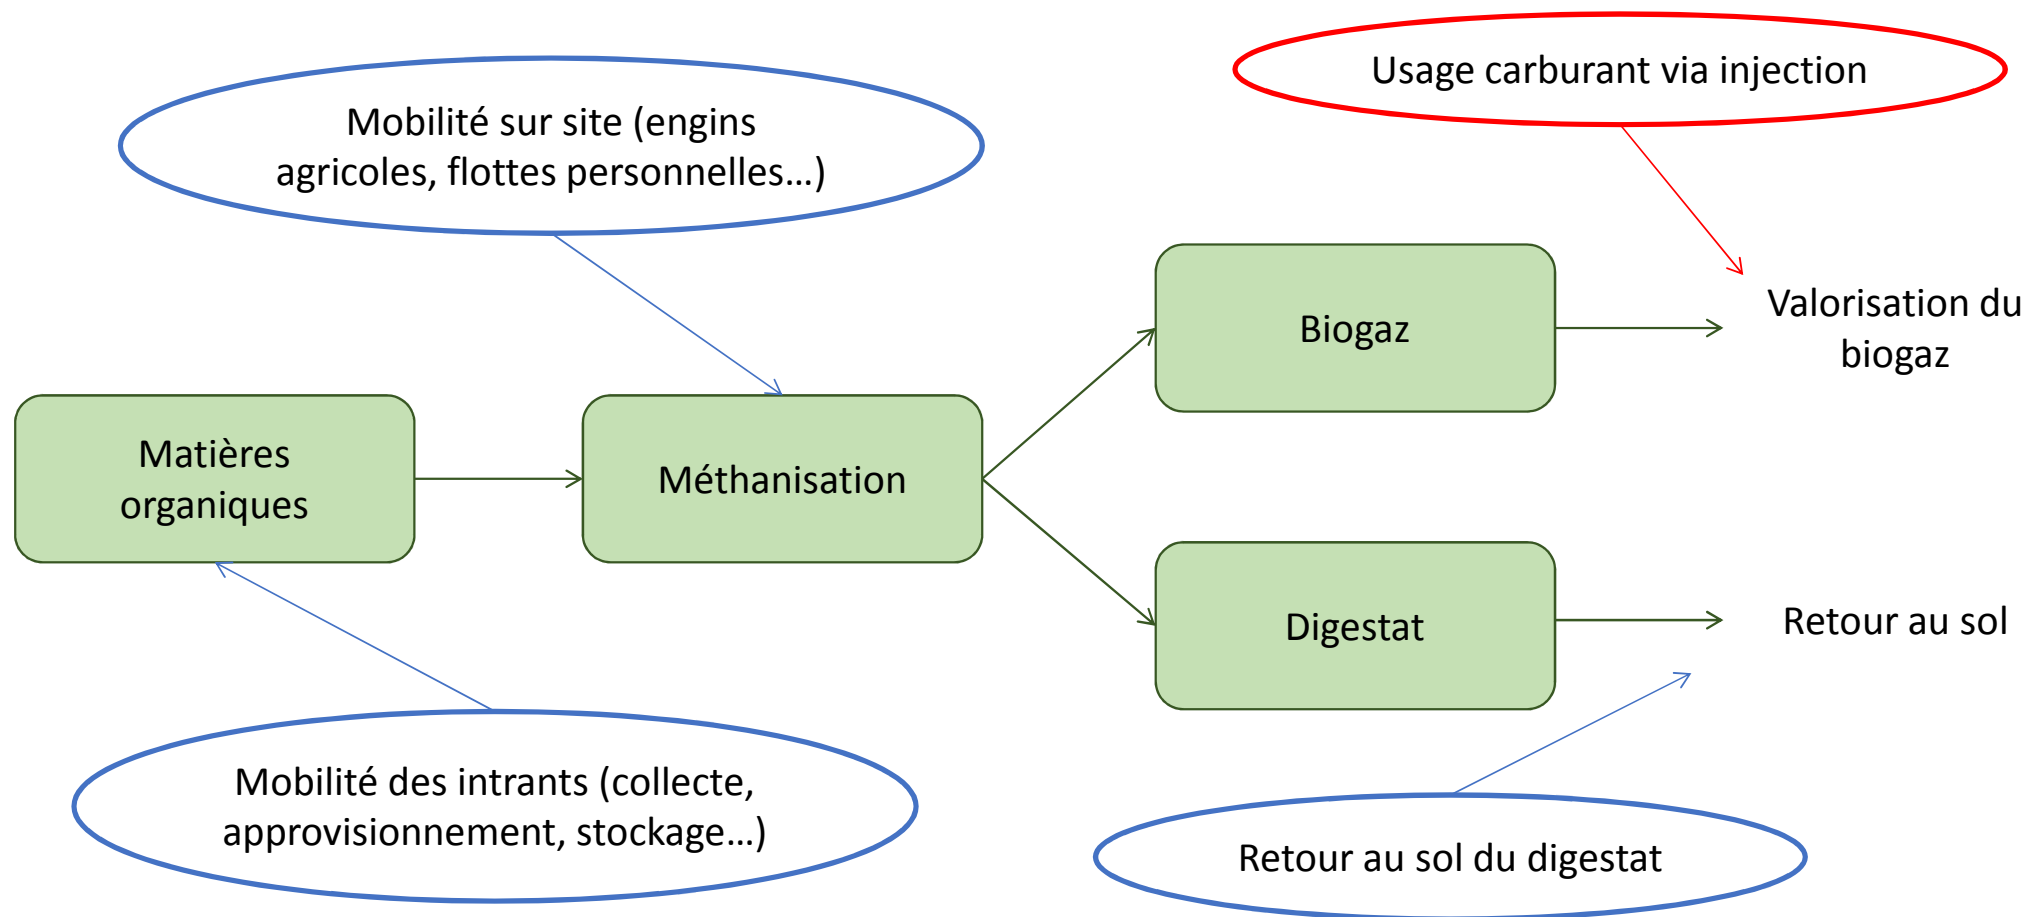 Usage carburant via injection
Mobilité sur site (engins
agricoles, flottes personnelles…)
Biogaz
Valorisation du
biogaz
Matières
organiques
Méthanisation
Digestat
Retour au sol
Mobilité des intrants (collecte,
approvisionnement, stockage…)
Retour au sol du digestat